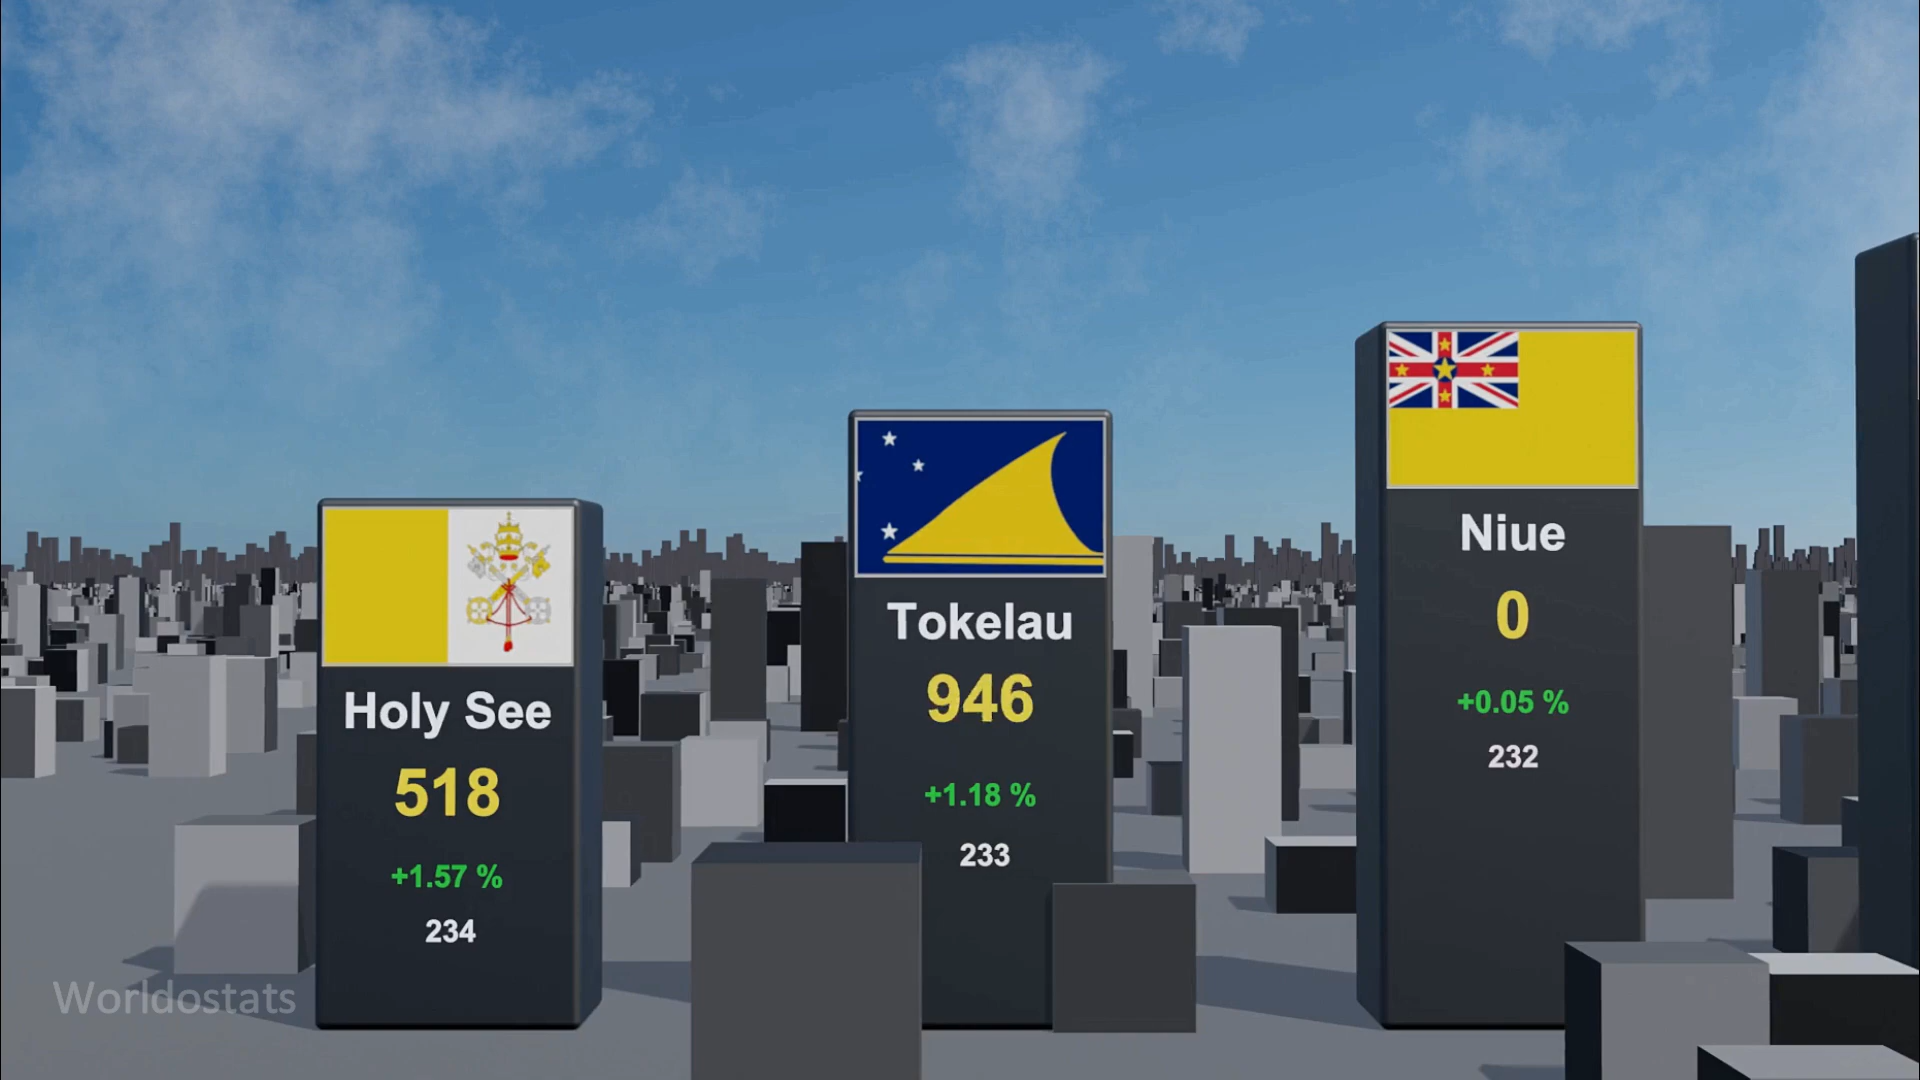 Holy See
518
+1.57 %
234
Tokelau
946
+1.18 %
233
Niue
0
+0.05 %
232
Worldostats